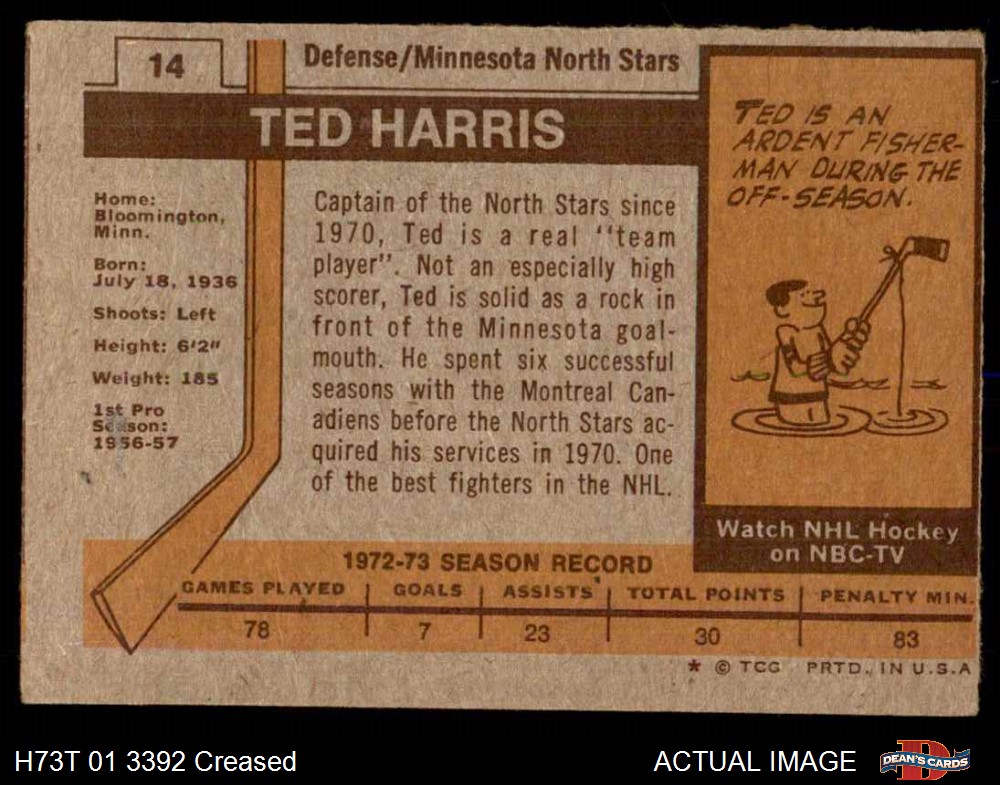 14
Defense/Minnesota North Stars
TED HARRIS
Home:
Bloomington,
Minn.
Born:
July 18, 1936
Shoots: Left
Height: 6'2"
Weight: 185
1st Pro
Season:
1956-57
Captain of the North Stars since
1970, Ted is a real "team
player". Not an especially high
scorer, Ted is solid as a rock in
front of the Minnesota goal-
mouth. He spent six successful
seasons with the Montreal Can-
adiens before the North Stars ac-
quired his services in 1970. One
of the best fighters in the NHL.
TED IS AN
ARDENT FISHER-
MAN DURING THE
OFF-SEASON.
Watch NHL Hockey
on NBC-TV
1972-73 SEASON RECORD
GAMES PLAYED GOALS ASSISTS TOTAL POINTS PENALTY MIN.
78 7 23 30 83
* © TCG PRTD. IN U.S.A
H73T 01 3392 Creased
ACTUAL IMAGE
D
DEAN'S CARDS